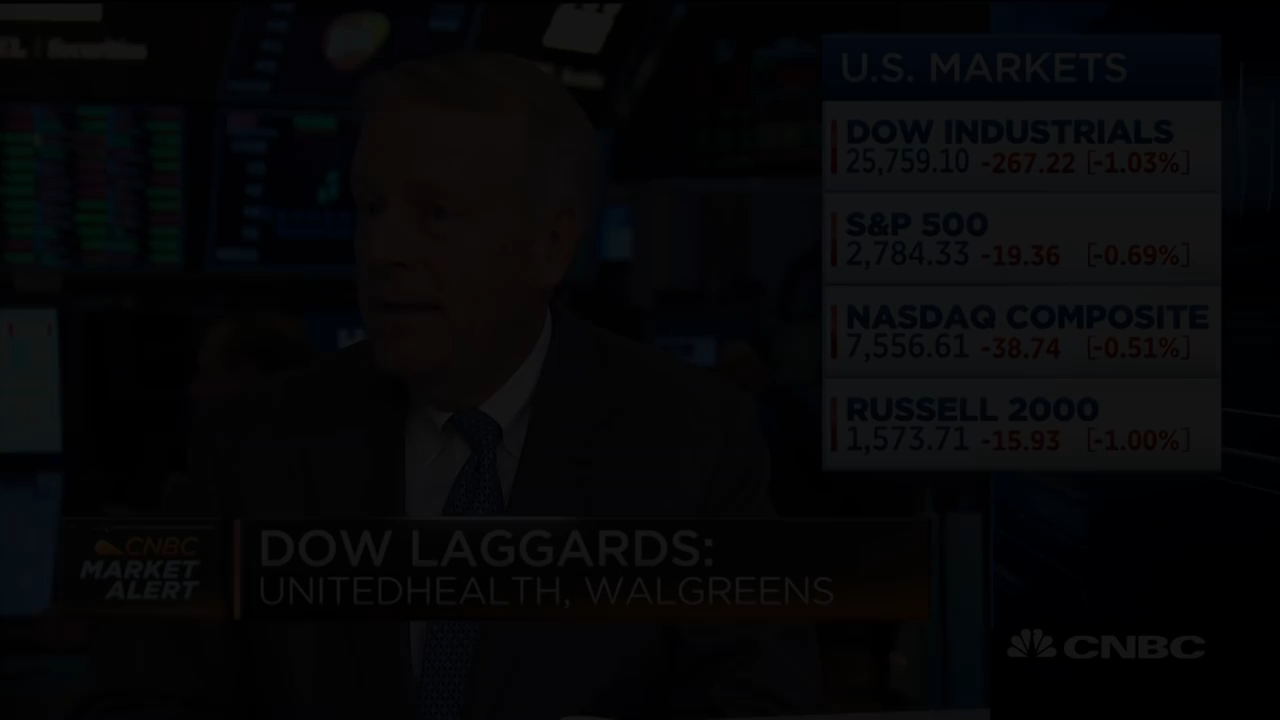 Securities
U.S. MARKETS
DOW INDUSTRIALS
25,759.10 -267.22 [-1.03%]
S&P 500
2,784.33 -19.36 [-0.69%]
NASDAQ COMPOSITE
7,556.61 -38.74 [-0.51%]
RUSSELL 2000
1,573.71 -15.93 [-1.00%]
CNBC
MARKET
ALERT
DOW LAGGARDS:
UNITEDHEALTH, WALGREENS
CNBC